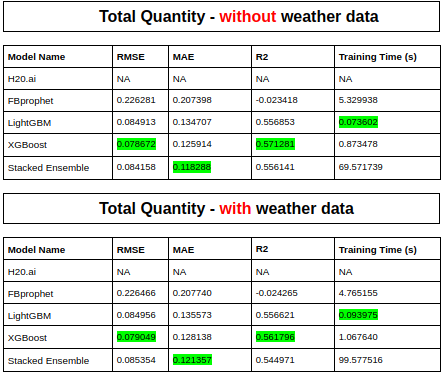 Total Quantity - without weather data
Model Name RMSE MAE R2 Training Time (s)
H20.ai NA NA NA NA
FBprophet 0.226281 0.207398 -0.023418 5.329938
LightGBM 0.084913 0.134707 0.556853 0.073602
XGBoost 0.078672 0.125914 0.571281 0.873478
Stacked Ensemble 0.084158 0.118288 0.556141 69.571739
Total Quantity - with weather data
Model Name RMSE MAE R2 Training Time (s)
H20.ai NA NA NA NA
FBprophet 0.226466 0.207740 -0.024265 4.765155
LightGBM 0.084956 0.135573 0.556621 0.093975
XGBoost 0.079049 0.128138 0.561796 1.067640
Stacked Ensemble 0.085354 0.121357 0.544971 99.577516